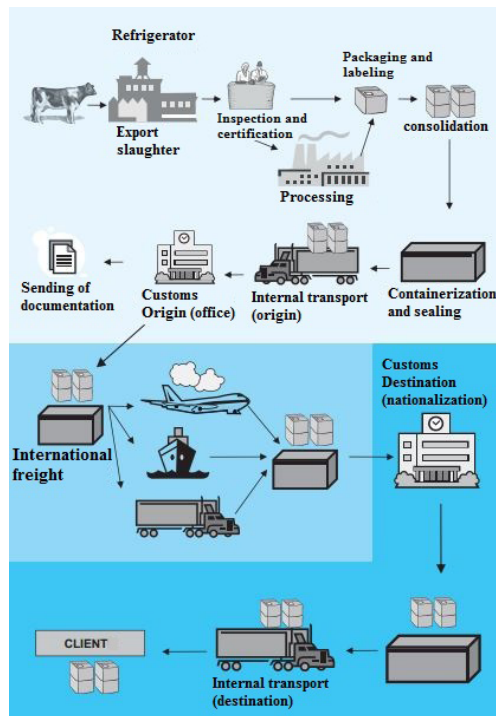 Refrigerator
Export
slaughter
Inspection and
certification
Processing
Packaging and
labeling
consolidation
Sending of
documentation
Customs
Origin (office)
Internal transport
(origin)
Containerization
and sealing
International
freight
Customs
Destination
(nationalization)
CLIENT
Internal transport
(destination)